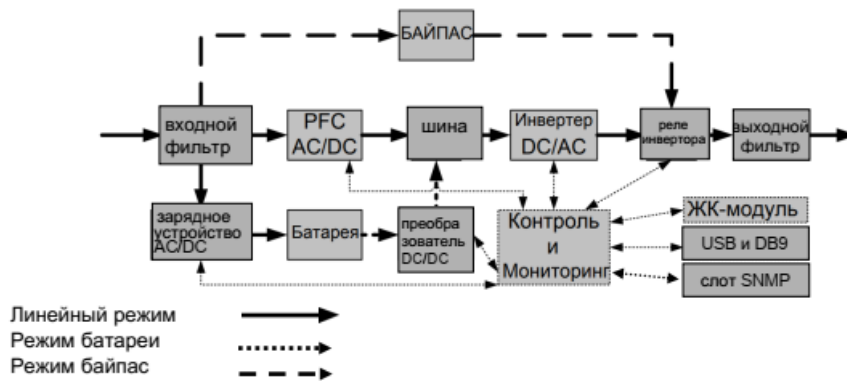 БАЙПАС
входной
фильтр
PFC
AC/DC
шина
Инвертер
DC/AC
реле
инвертора
выходной
фильтр
зарядное
устройство
AC/DC
Батарея
преобра
зователь
DC/DC
Контроль
и
Мониторинг
ЖК-модуль
USB и DB9
слот SNMP
Линейный режим
Режим батареи
Режим байпас